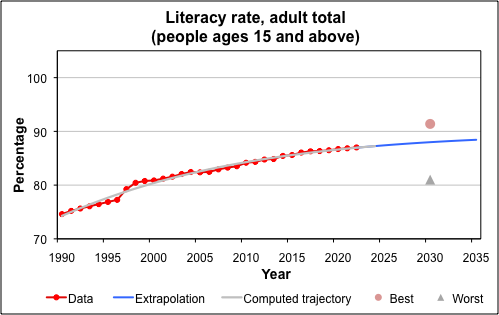 Literacy rate, adult total
(people ages 15 and above)
100
90
80
70
Percentage
1990 1995 2000 2005 2010 2015 2020 2025 2030 2035
Year
Data Extrapolation Computed trajectory Best Worst